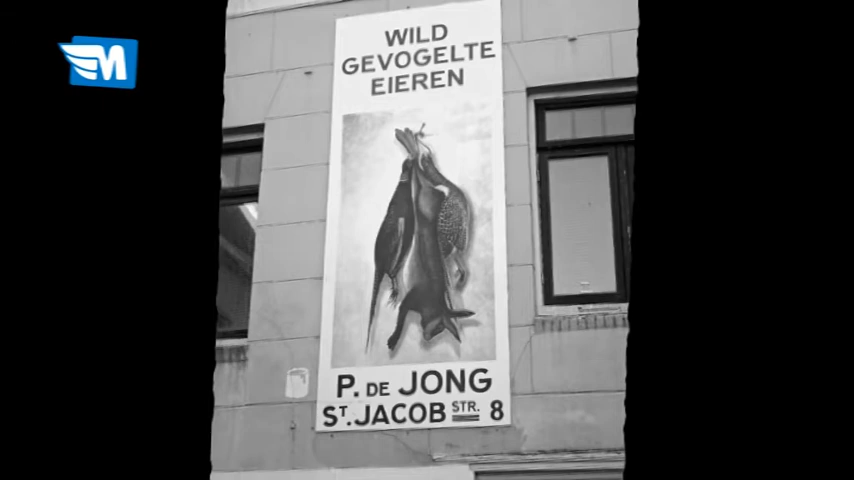 M
WILD
GEVOGELTE
EIEREN
P. DE JONG
ST. JACOB STR. 8